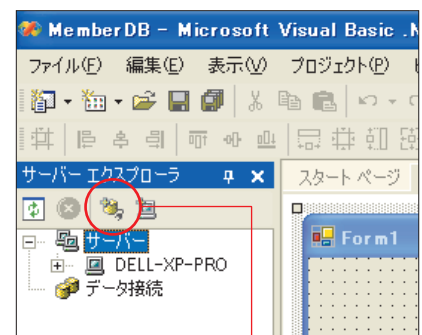 MemberDB - Microsoft Visual Basic .N
ファイル(F) 編集(E) 表示(V) プロジェクト(P)
サーバー エクスプローラ
スタート ページ
サーバー
DELL-XP-PRO
データ接続
Form1